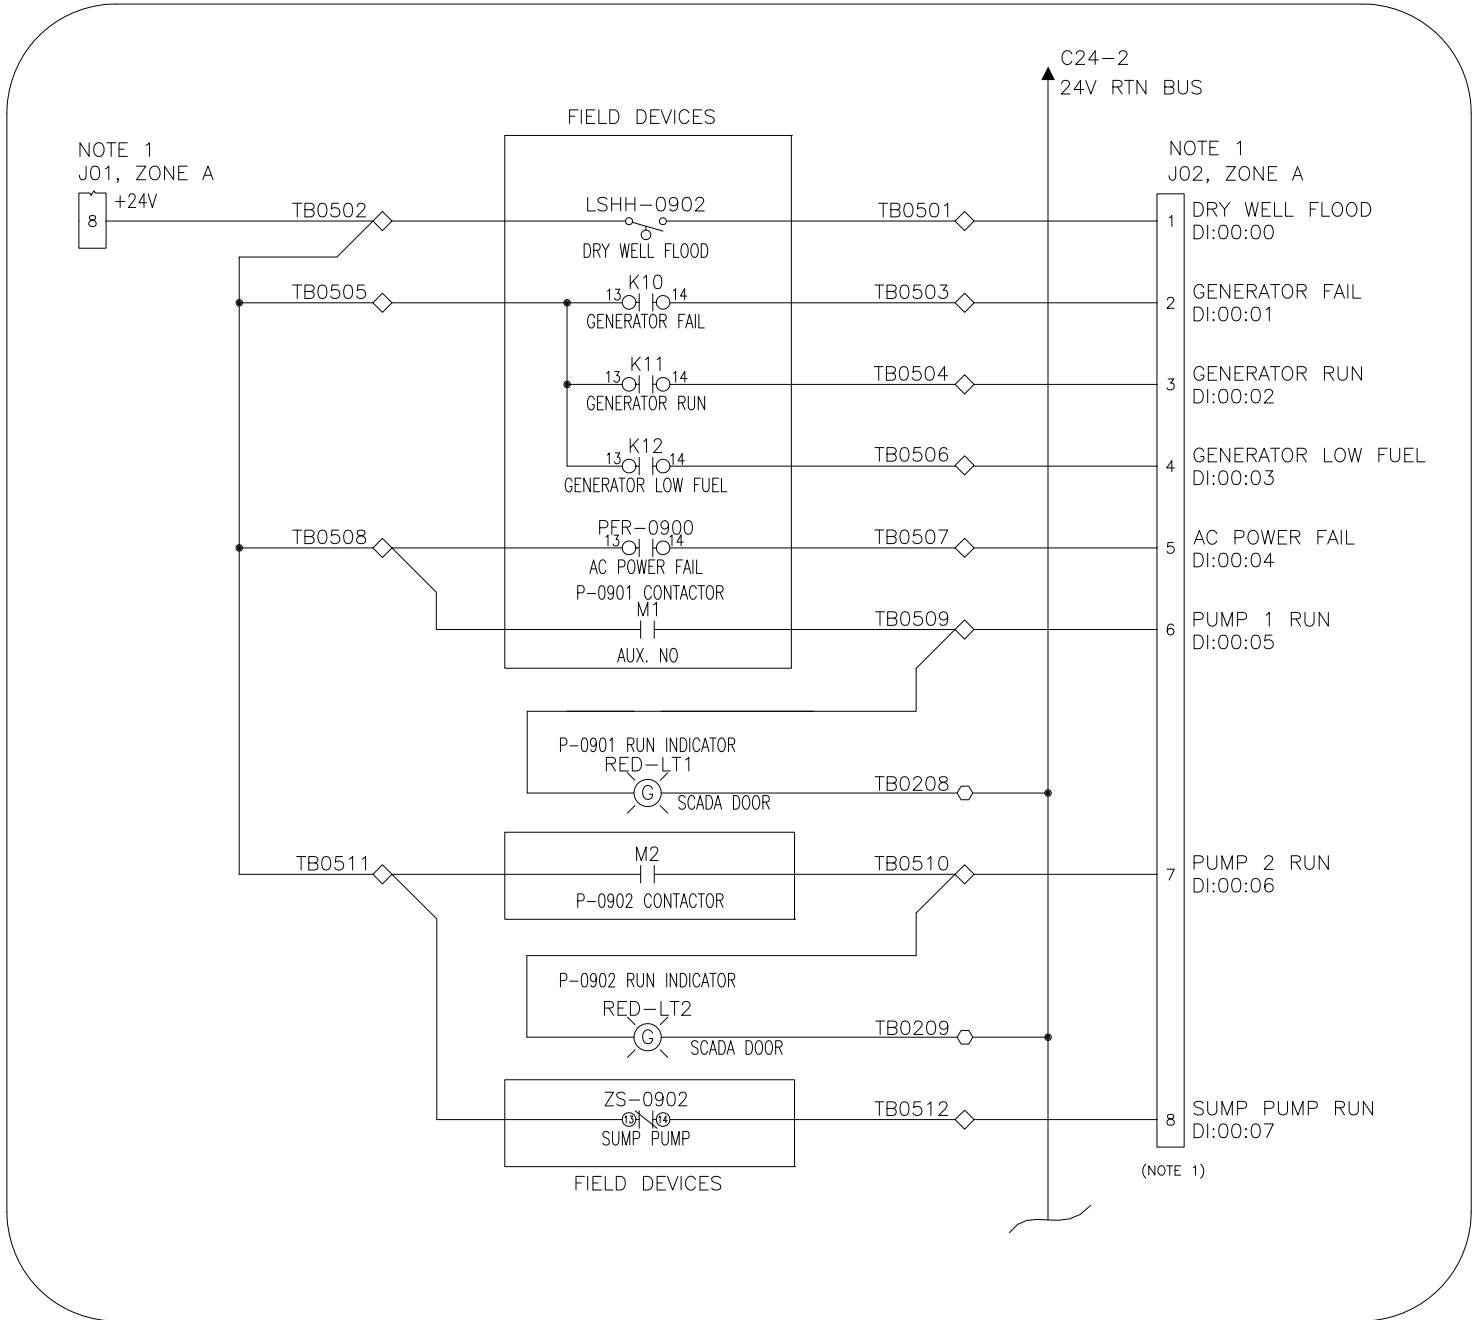 C24-2
24V RTN BUS
FIELD DEVICES
NOTE 1
J01, ZONE A
+24V
8
NOTE 1
J02, ZONE A
TB0502
LSHH-0902
DRY WELL FLOOD
TB0501
1
DRY WELL FLOOD
DI:00:00
TB0505
K10
13
14
GENERATOR FAIL
TB0503
2
GENERATOR FAIL
DI:00:01
K11
13
14
GENERATOR RUN
TB0504
3
GENERATOR RUN
DI:00:02
K12
13
14
GENERATOR LOW FUEL
TB0506
4
GENERATOR LOW FUEL
DI:00:03
TB0508
PFR-0900
13
14
AC POWER FAIL
TB0507
5
AC POWER FAIL
DI:00:04
P-0901 CONTACTOR
M1
AUX. NO
TB0509
6
PUMP 1 RUN
DI:00:05
P-0901 RUN INDICATOR
RED-LT1
G
SCADA DOOR
TB0208
TB0511
M2
P-0902 CONTACTOR
TB0510
7
PUMP 2 RUN
DI:00:06
P-0902 RUN INDICATOR
RED-LT2
G
SCADA DOOR
TB0209
ZS-0902
13
14
SUMP PUMP
TB0512
8
SUMP PUMP RUN
DI:00:07
FIELD DEVICES
(NOTE 1)